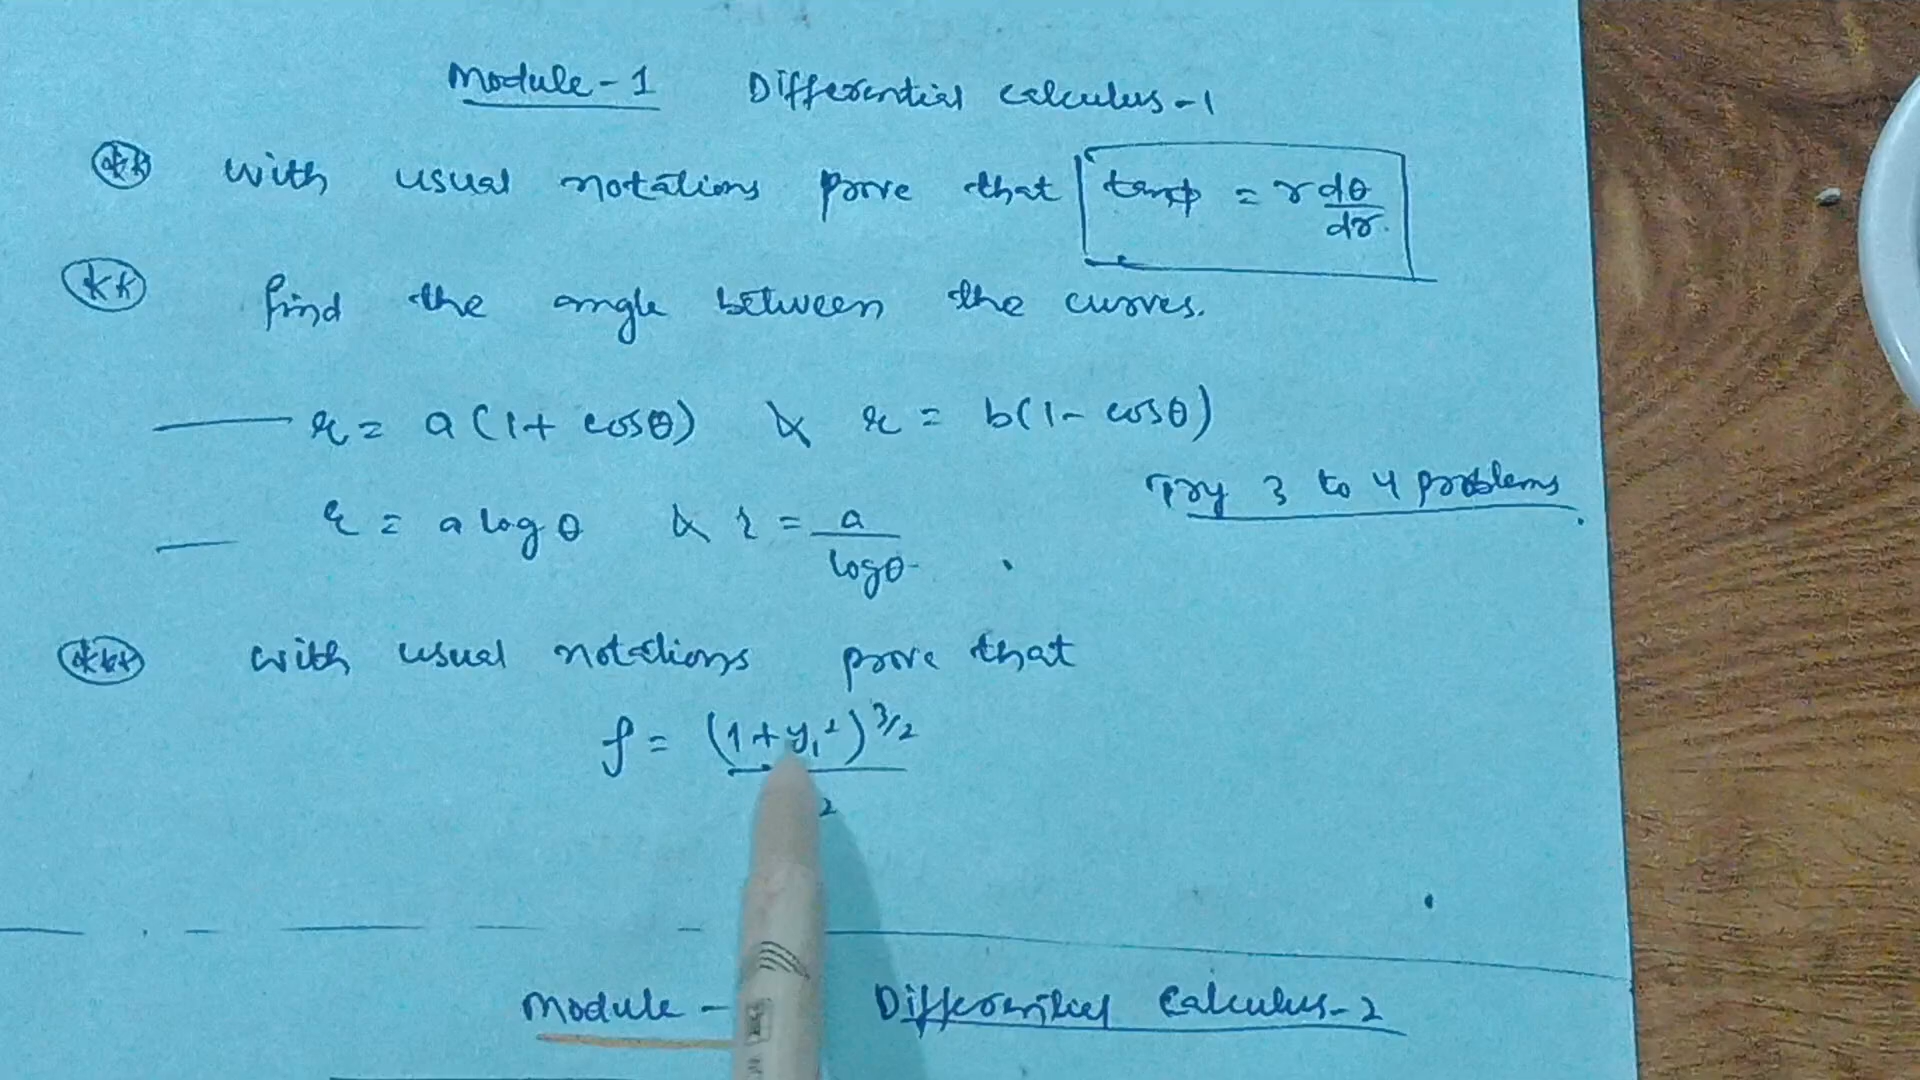 Module-1 Differential calculus-1
** with usual notations prove that tanϕ = r dθ/dr.
** find the angle between the curves.
r = a(1+ cosθ) & r = b(1- cosθ)
Try 3 to 4 problems
r = a log θ & r = a/logθ
*** with usual notations prove that
ρ = (1+y₁²)^3/2 / 2
Module - Differential Calculus-2